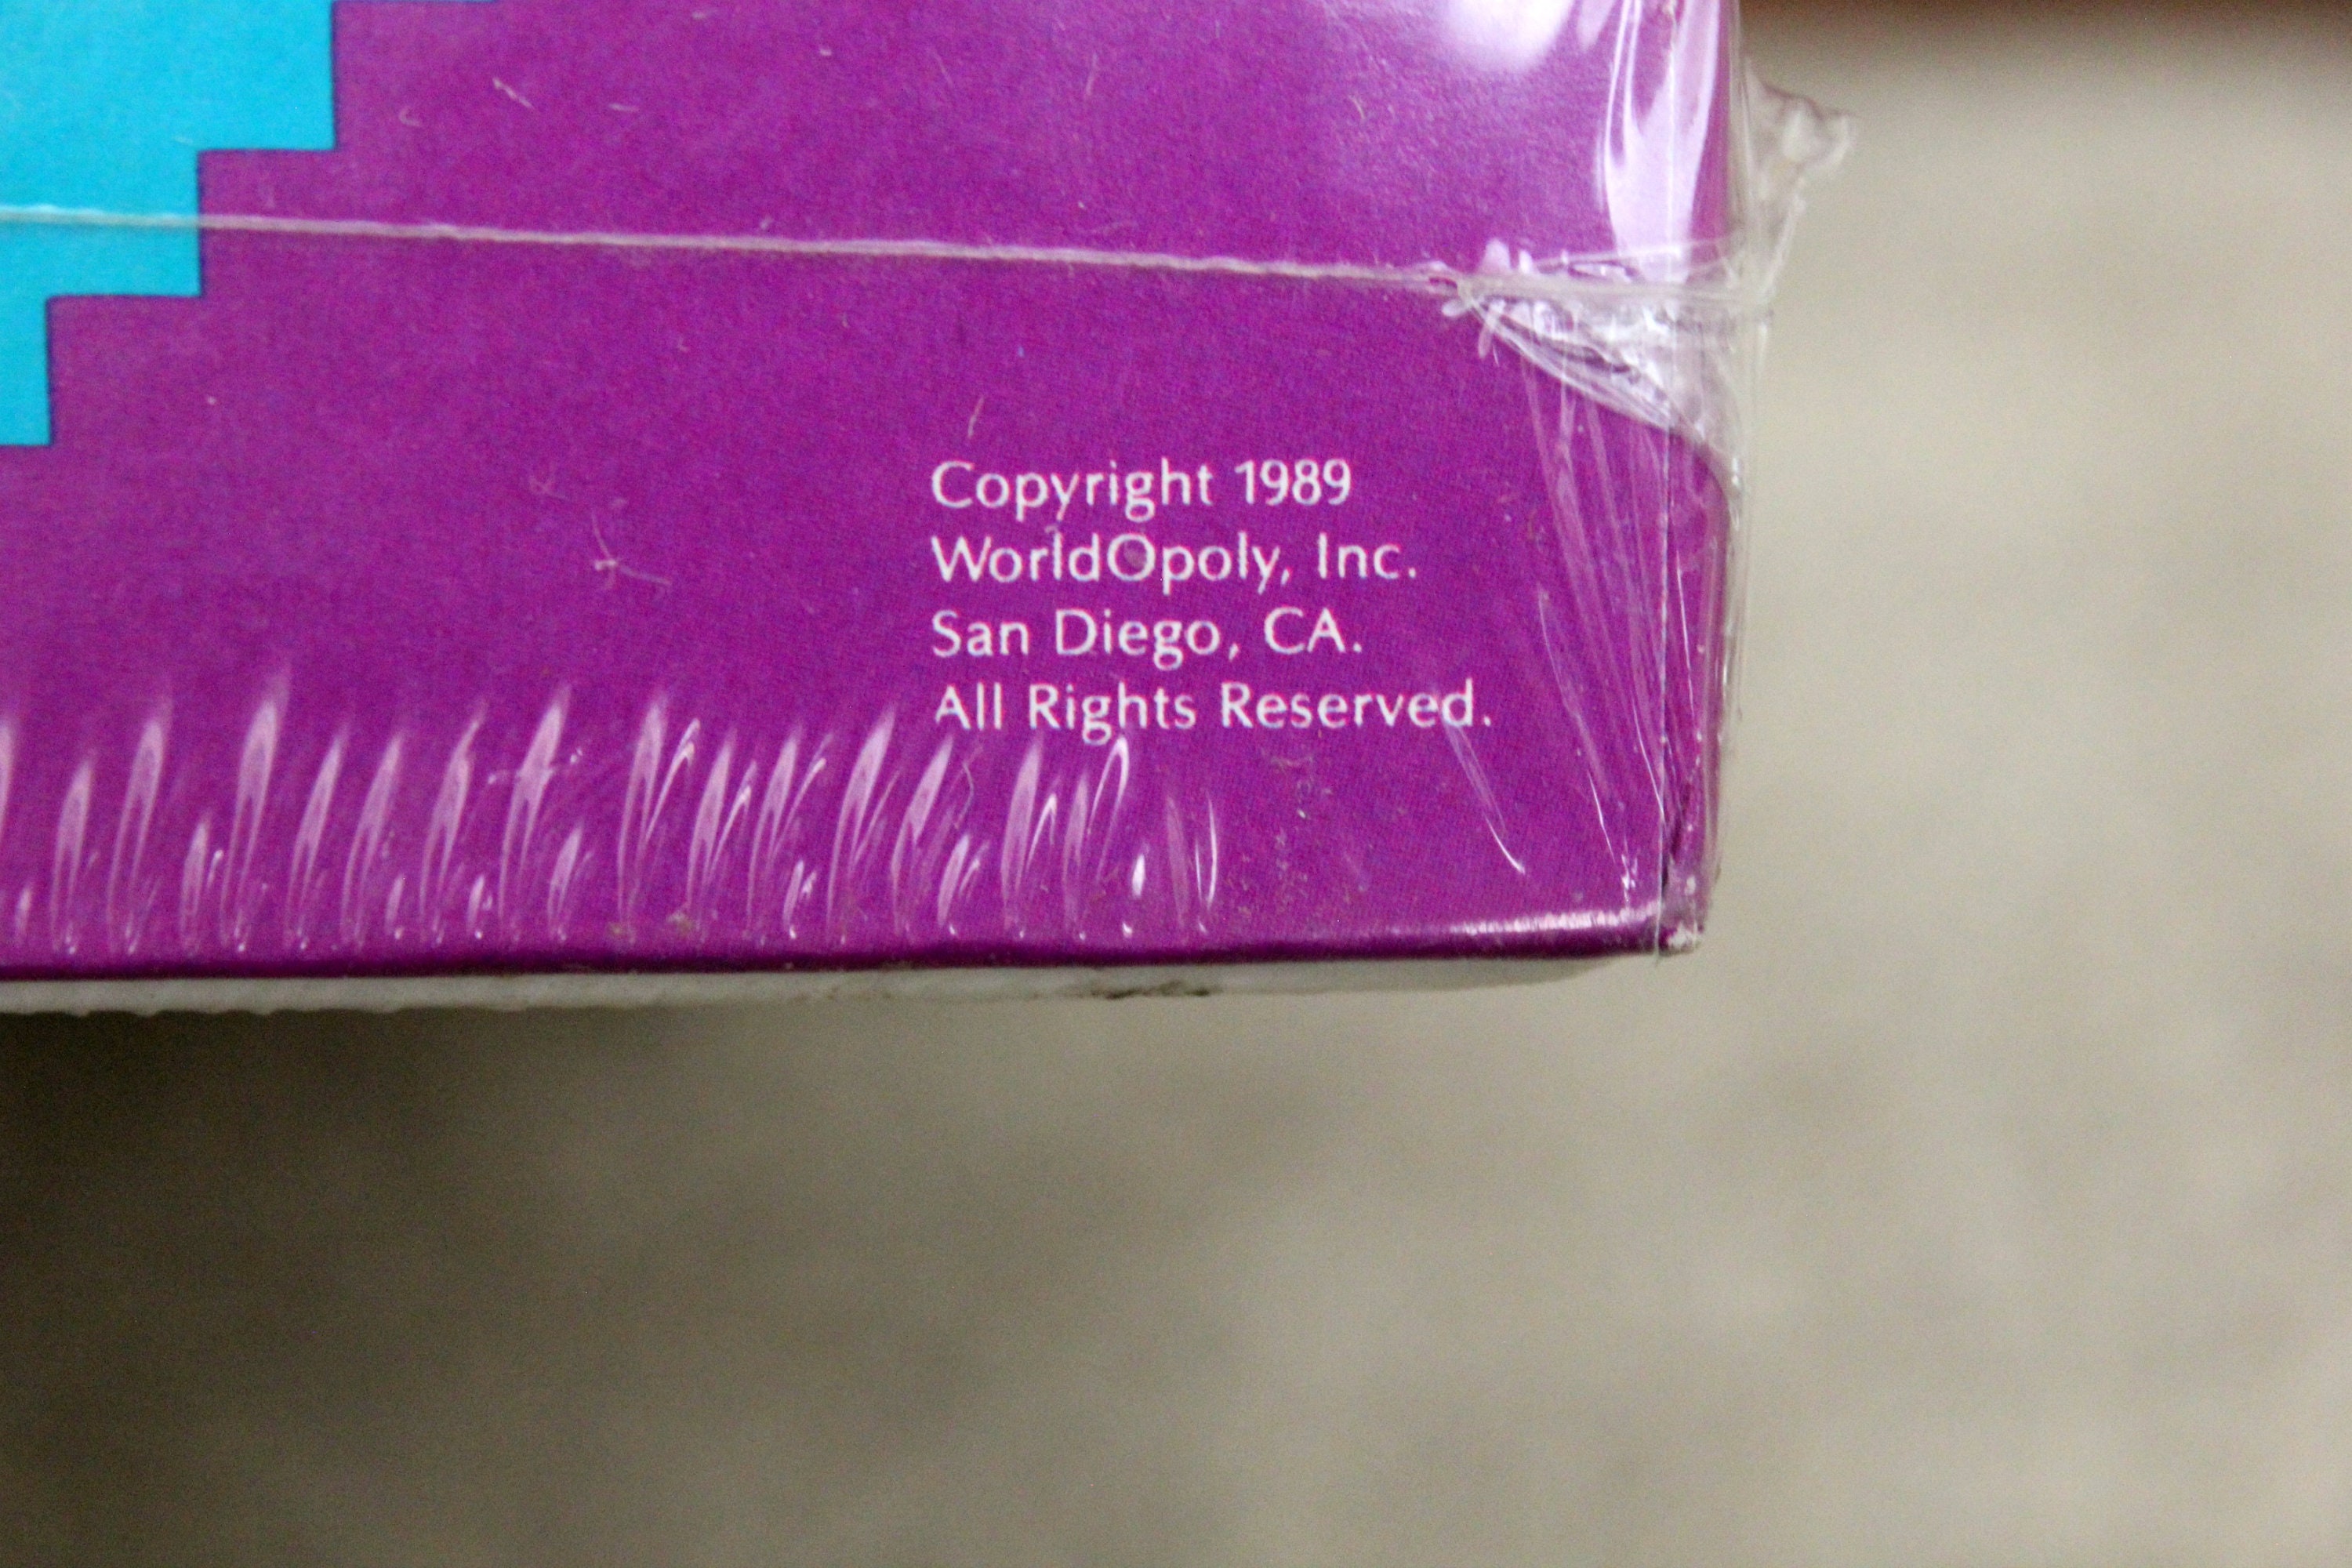 Copyright 1989
WorldOpoly, Inc.
San Diego, CA.
All Rights Reserved.